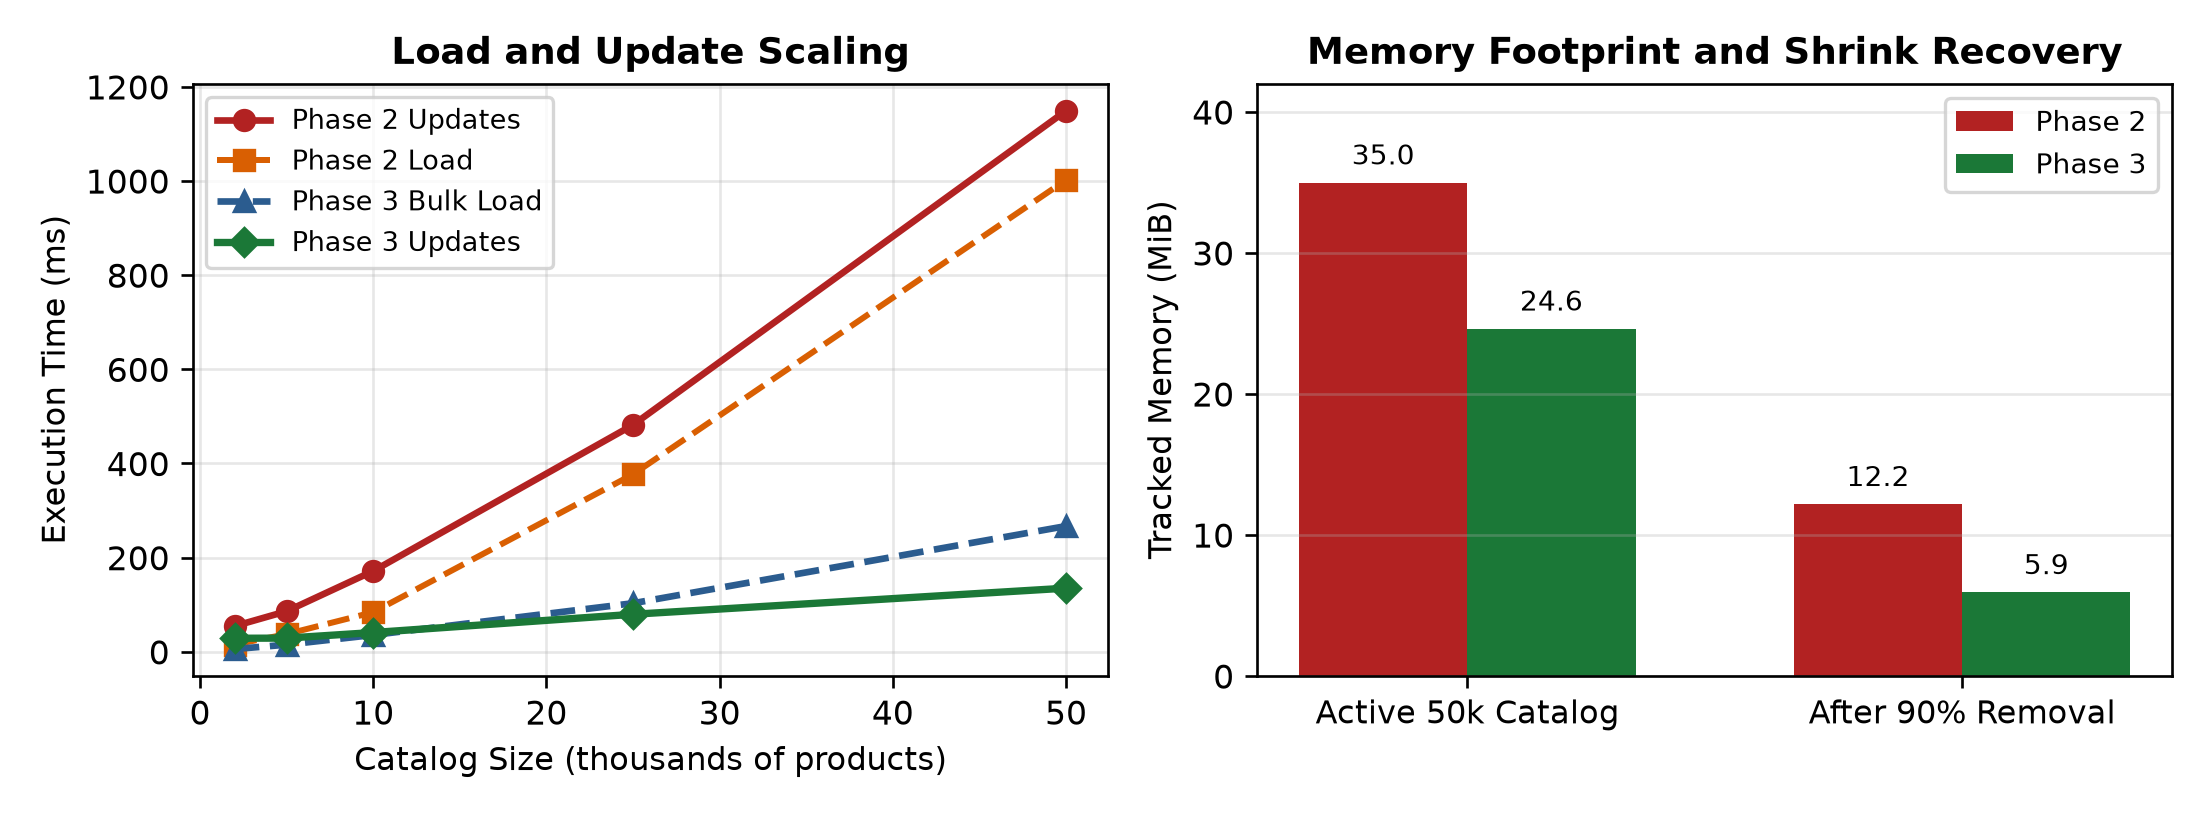 Load and Update Scaling
1200
1000
800
600
400
200
0
Execution Time (ms)
Phase 2 Updates
Phase 2 Load
Phase 3 Bulk Load
Phase 3 Updates
0 10 20 30 40 50
Catalog Size (thousands of products)
Memory Footprint and Shrink Recovery
40
30
20
10
0
Tracked Memory (MiB)
Phase 2
Phase 3
35.0
24.6
12.2
5.9
Active 50k Catalog
After 90% Removal